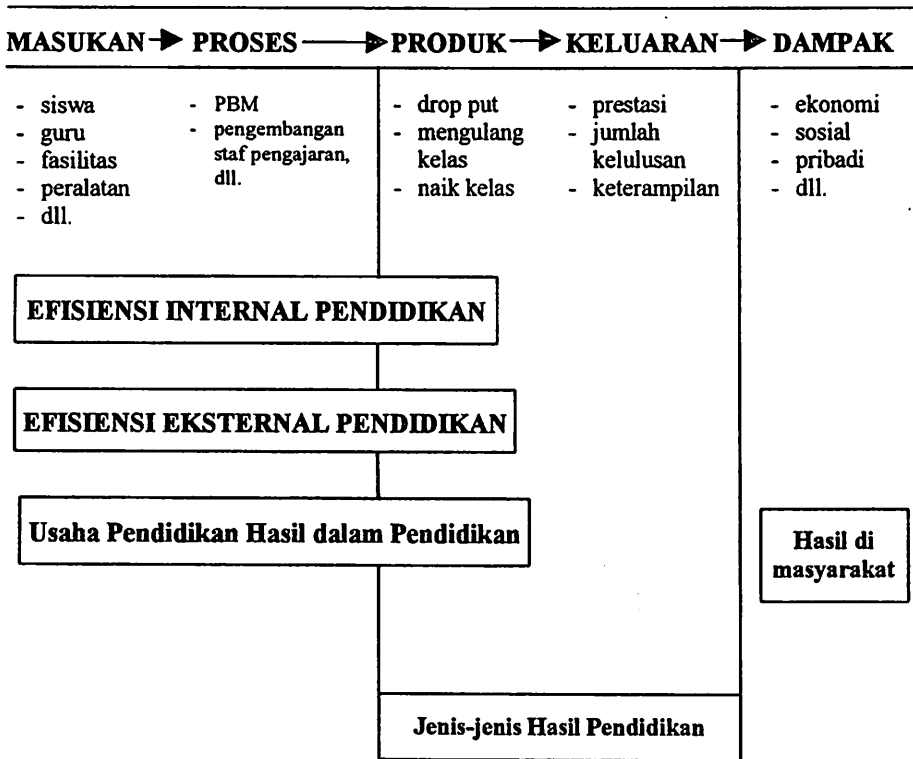 MASUKAN PROSES PRODUK KELUARAN DAMPAK
- siswa
- guru
- fasilitas
- peralatan
- dll.
- PBM
- pengembangan
staf pengajaran,
dll.
- drop put
- mengulang
kelas
- naik kelas
- prestasi
- jumlah
kelulusan
- keterampilan
- ekonomi
- sosial
- pribadi
- dll.
EFISIENSI INTERNAL PENDIDIKAN
EFISIENSI EKSTERNAL PENDIDIKAN
Usaha Pendidikan Hasil dalam Pendidikan
Hasil di
masyarakat
Jenis-jenis Hasil Pendidikan